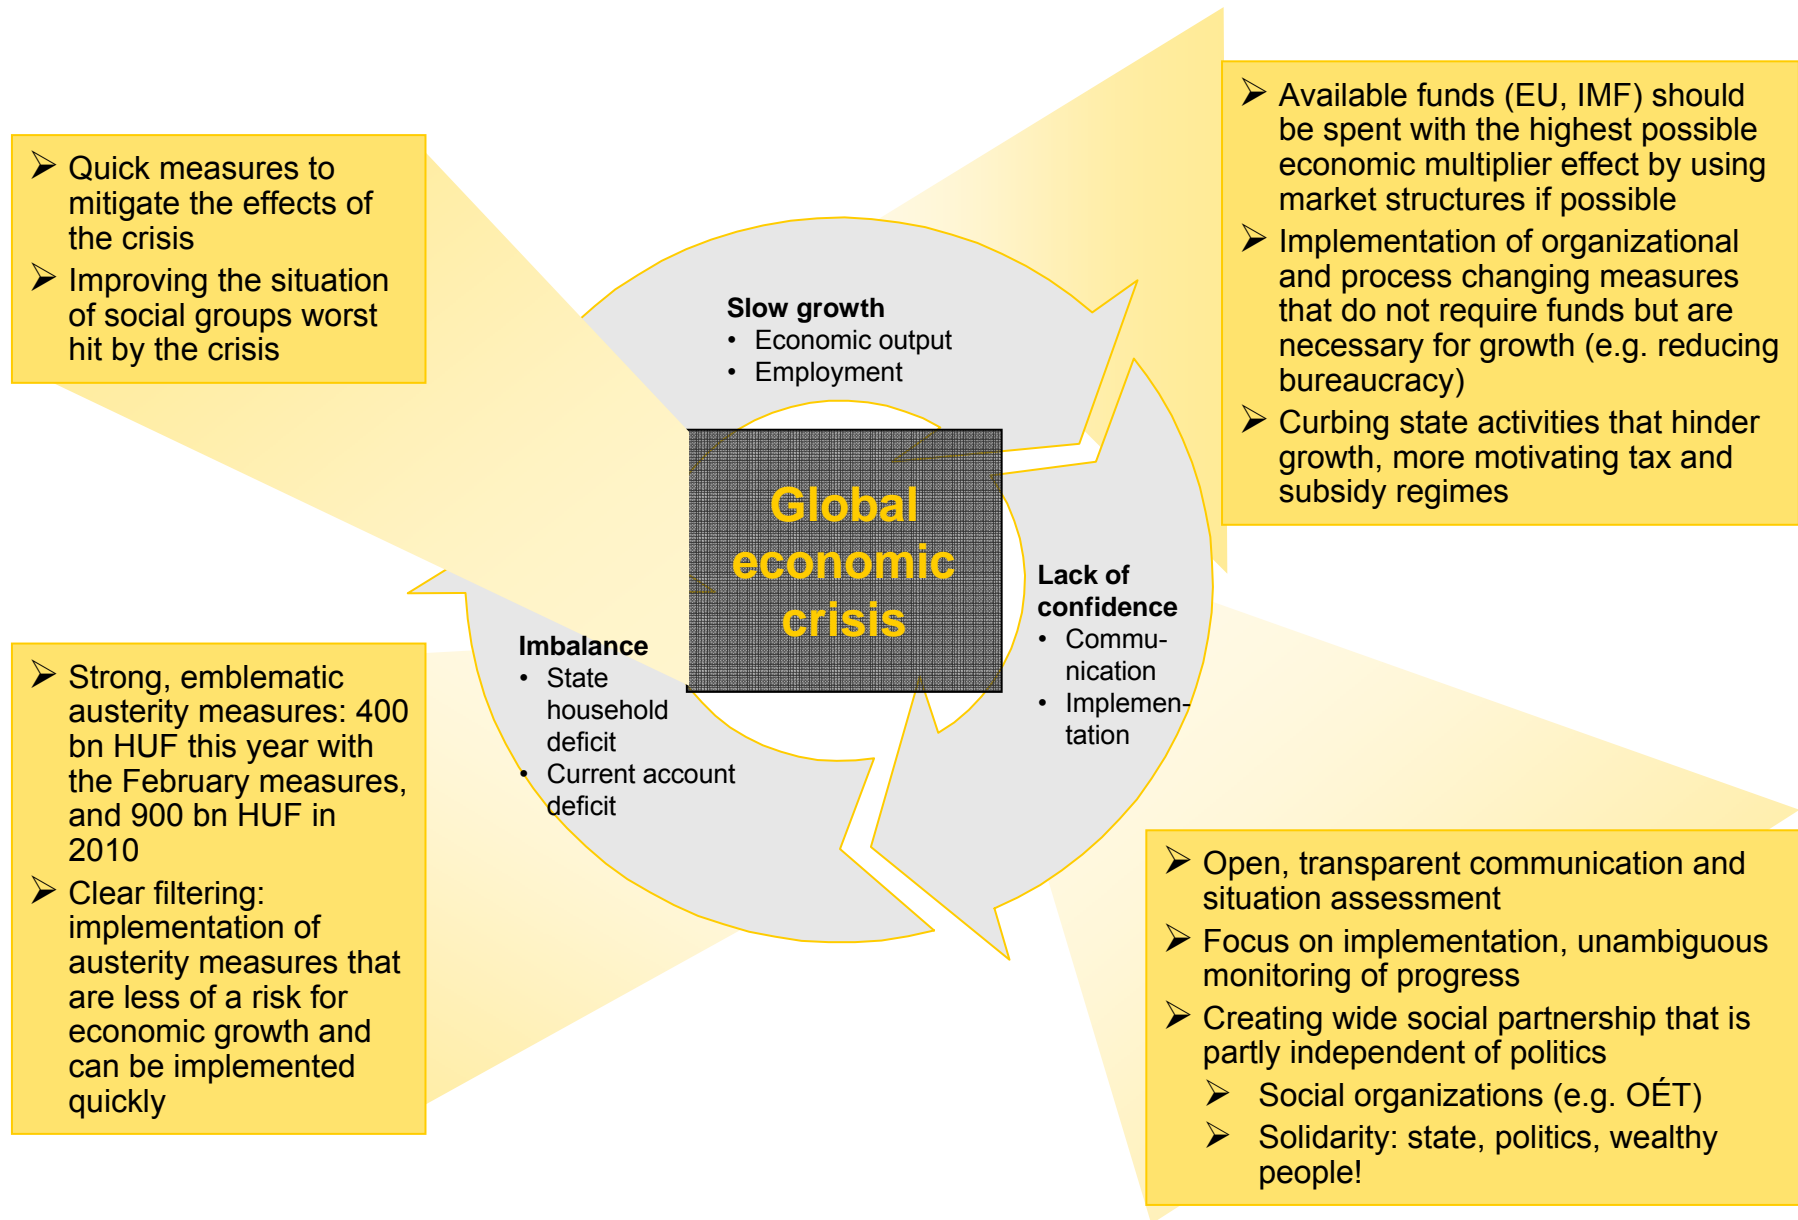 Quick measures to
mitigate the effects of
the crisis
Improving the situation
of social groups worst
hit by the crisis
Available funds (EU, IMF) should
be spent with the highest possible
economic multiplier effect by using
market structures if possible
Implementation of organizational
and process changing measures
that do not require funds but are
necessary for growth (e.g. reducing
bureaucracy)
Curbing state activities that hinder
growth, more motivating tax and
subsidy regimes
Slow growth
• Economic output
• Employment
Global
economic
crisis
Lack of
confidence
• Commu-
nication
• Implemen-
tation
Imbalance
• State
household
deficit
• Current account
deficit
Strong, emblematic
austerity measures: 400
bn HUF this year with
the February measures,
and 900 bn HUF in
2010
Clear filtering:
implementation of
austerity measures that
are less of a risk for
economic growth and
can be implemented
quickly
Open, transparent communication and
situation assessment
Focus on implementation, unambiguous
monitoring of progress
Creating wide social partnership that is
partly independent of politics
Social organizations (e.g. OÉT)
Solidarity: state, politics, wealthy
people!